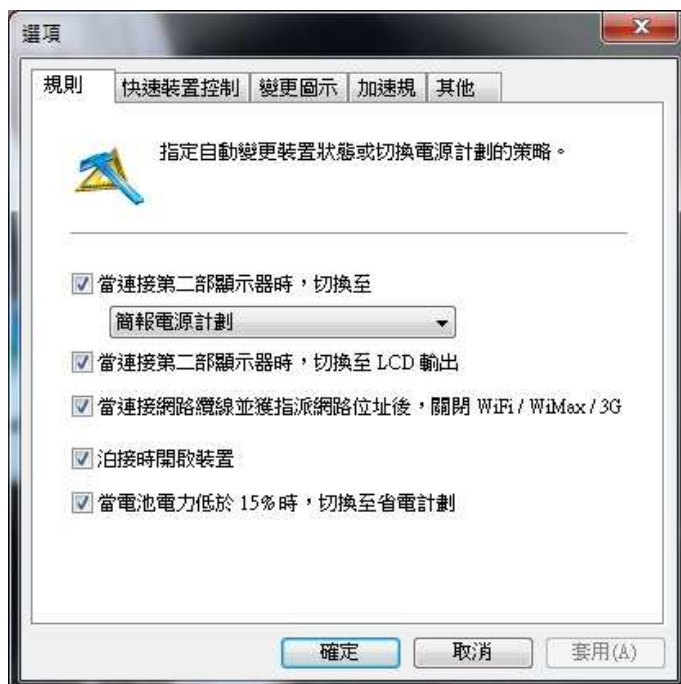 選項
規則 快速裝置控制 變更圖示 加速規 其他
指定自動變更裝置狀態或切換電源計劃的策略。
當連接第二部顯示器時，切換至
簡報電源計劃
當連接第二部顯示器時，切換至 LCD 輸出
當連接網路纜線並獲指派網路位址後，關閉 WiFi / WiMax / 3G
泊接時開啟裝置
當電池電力低於 15% 時，切換至省電計劃
確定 取消 套用(A)